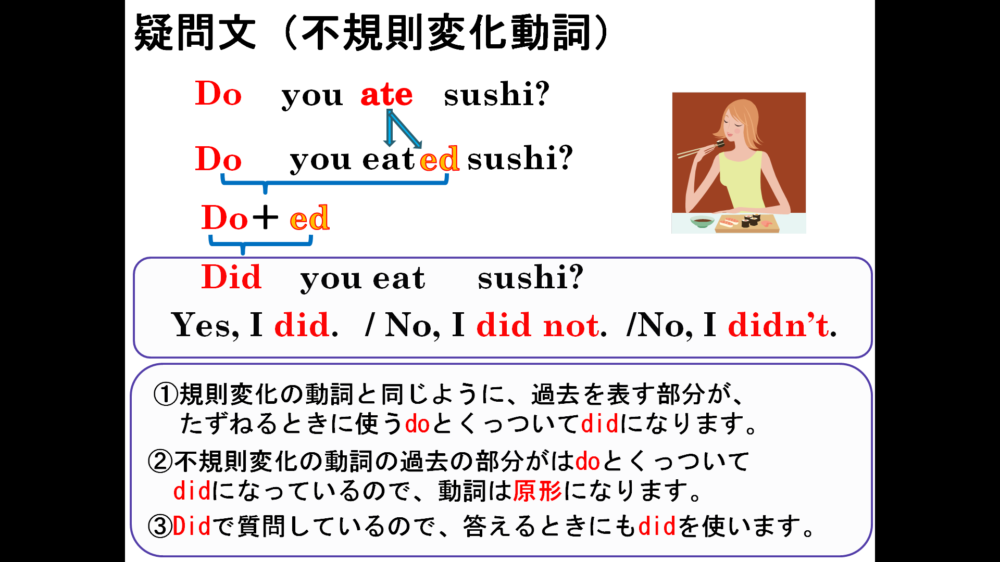 疑問文（不規則変化動詞）
Do you ate sushi?
Do you eat ed sushi?
Do＋ ed
Did you eat sushi?
Yes, I did. / No, I did not. /No, I didn’t.
①規則変化の動詞と同じように、過去を表す部分が、
たずねるときに使うdoとくっついてdidになります。
②不規則変化の動詞の過去の部分がはdoとくっついて
didになっているので、動詞は原形になります。
③Didで質問しているので、答えるときにもdidを使います。